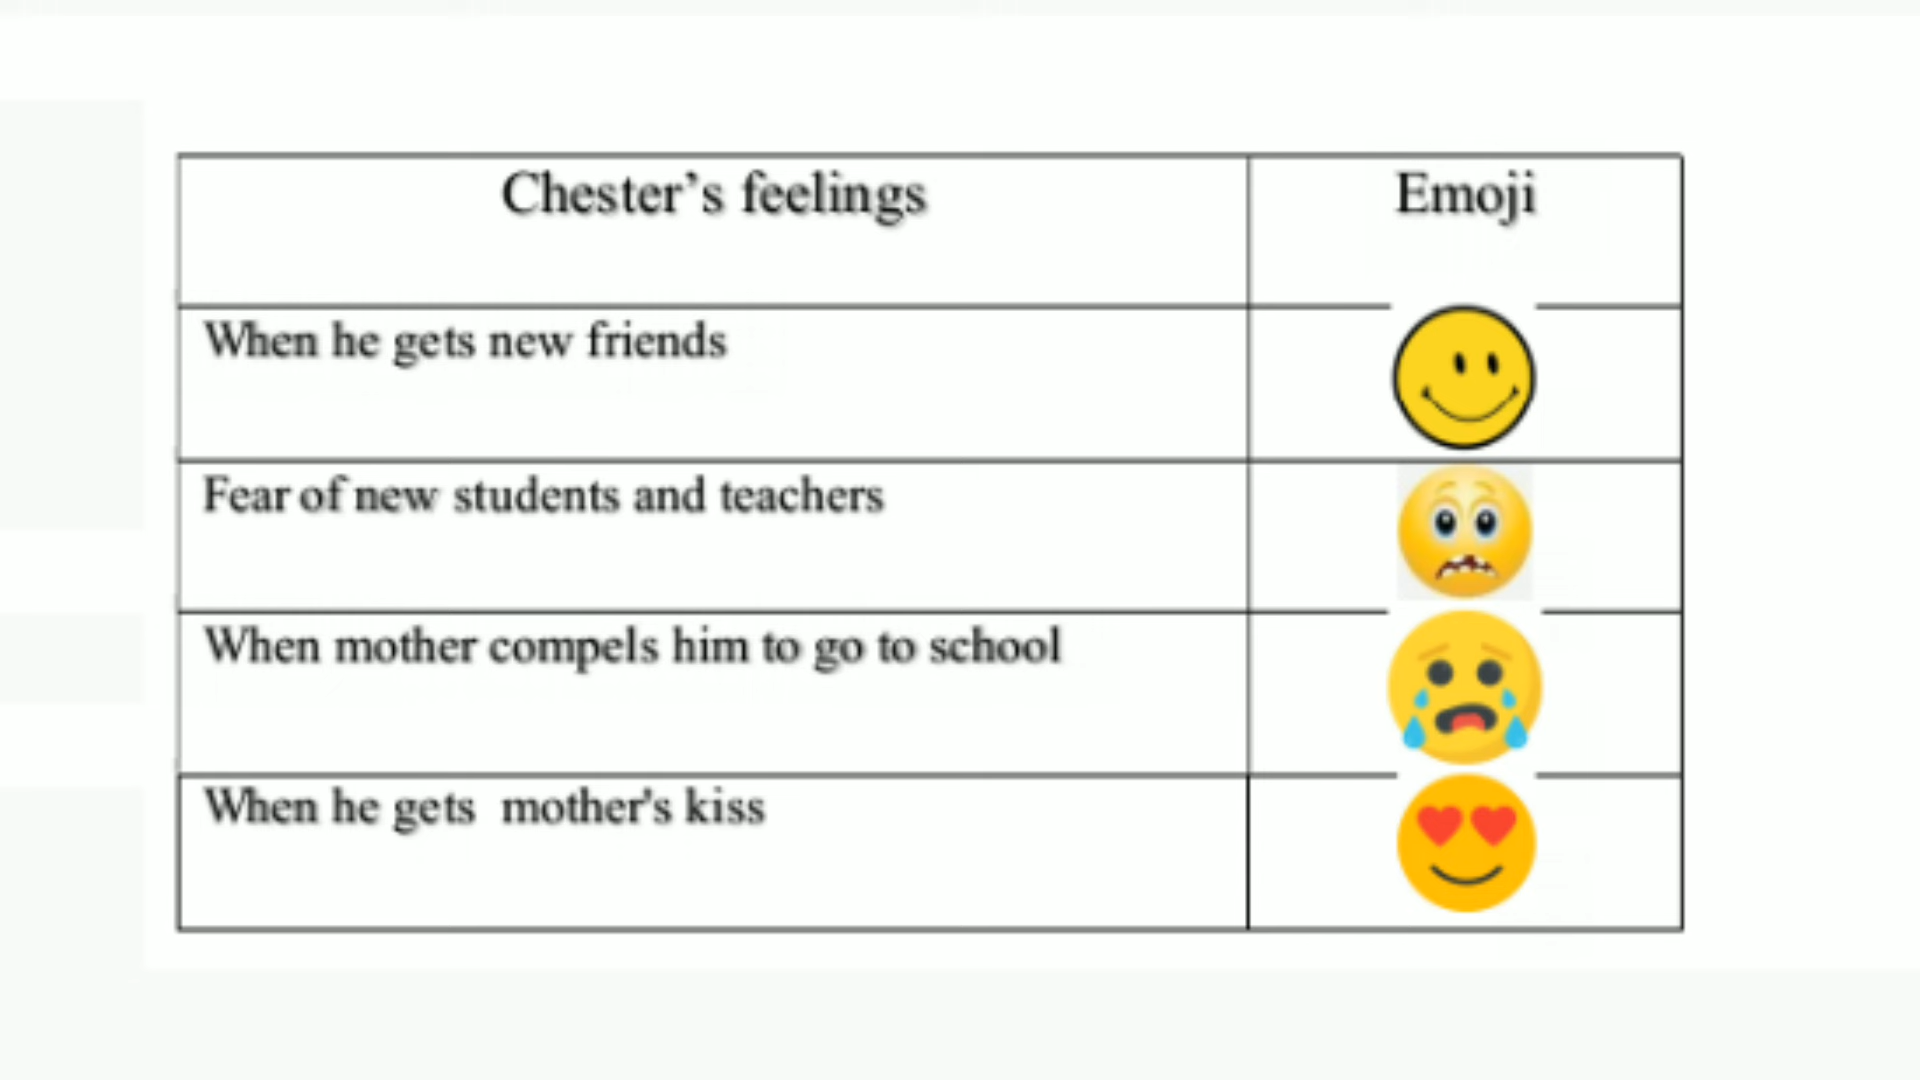 Chester’s feelings
Emoji
When he gets new friends
Fear of new students and teachers
When mother compels him to go to school
When he gets mother's kiss